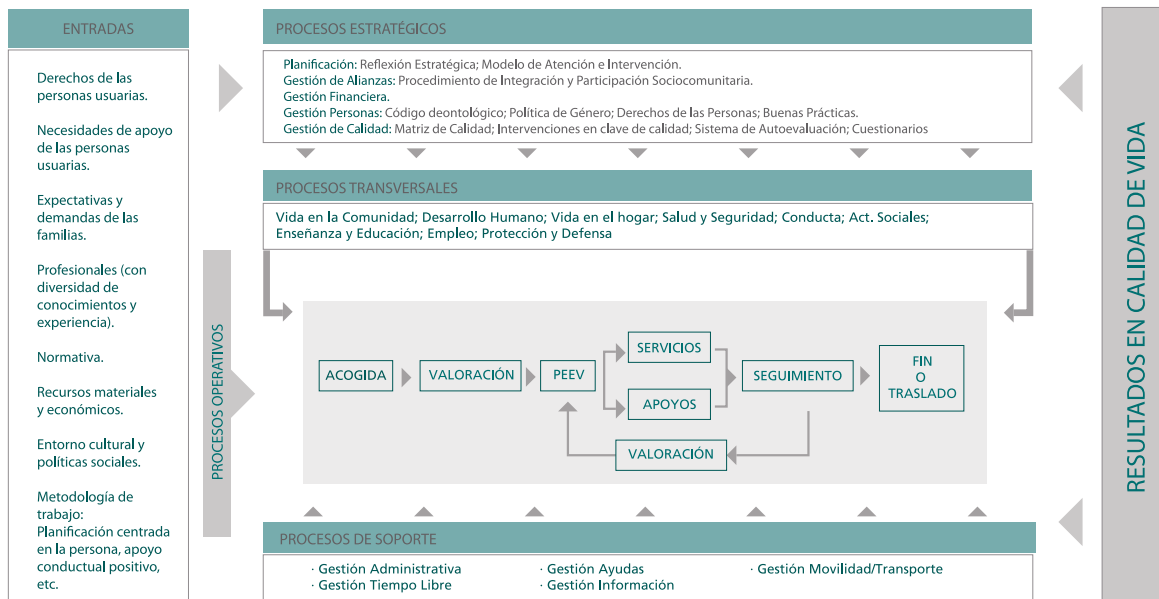 ENTRADAS
Derechos de las
personas usuarias.
Necesidades de apoyo
de las personas
usuarias.
Expectativas y
demandas de las
familias.
Profesionales (con
diversidad de
conocimientos y
experiencia).
Normativa.
Recursos materiales
y económicos.
Entorno cultural y
políticas sociales.
Metodología de
trabajo:
Planificación centrada
en la persona, apoyo
conductual positivo,
etc.
PROCESOS OPERATIVOS
PROCESOS ESTRATÉGICOS
Planificación: Reflexión Estratégica; Modelo de Atención e Intervención.
Gestión de Alianzas: Procedimiento de Integración y Participación Sociocomunitaria.
Gestión Financiera.
Gestión Personas: Código deontológico; Política de Género; Derechos de las Personas; Buenas Prácticas.
Gestión de Calidad: Matriz de Calidad; Intervenciones en clave de calidad; Sistema de Autoevaluación; Cuestionarios
PROCESOS TRANSVERSALES
Vida en la Comunidad; Desarrollo Humano; Vida en el hogar; Salud y Seguridad; Conducta; Act. Sociales;
Enseñanza y Educación; Empleo; Protección y Defensa
ACOGIDA
VALORACIÓN
PEEV
SERVICIOS
APOYOS
SEGUIMIENTO
FIN
O
TRASLADO
VALORACIÓN
PROCESOS DE SOPORTE
· Gestión Administrativa
· Gestión Tiempo Libre
· Gestión Ayudas
· Gestión Información
· Gestión Movilidad/Transporte
RESULTADOS EN CALIDAD DE VIDA